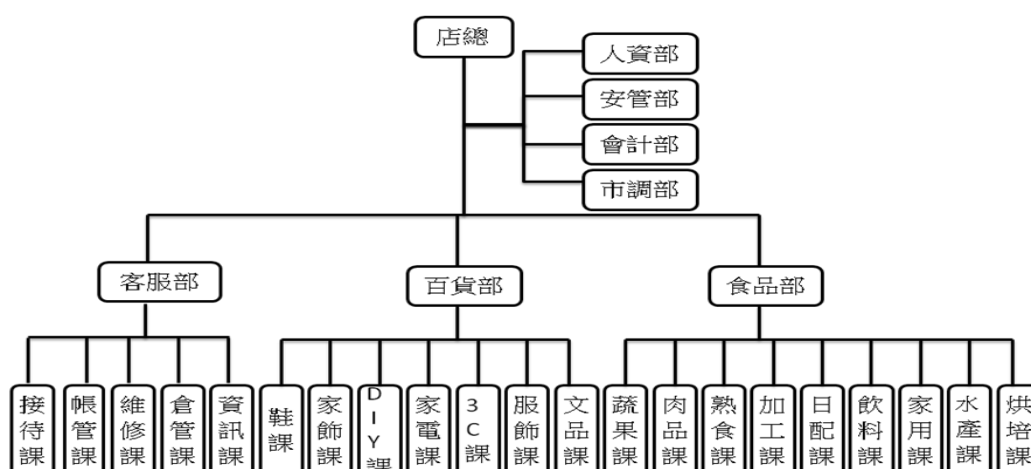 店總
人資部
安管部
會計部
市調部
客服部
百貨部
食品部
接待課
帳管課
維修課
倉管課
資訊課
鞋課
家飾課
DIY課
家電課
3C課
服飾課
文品課
蔬果課
肉品課
熟食課
加工課
日配課
飲料課
家用課
水產課
烘培課